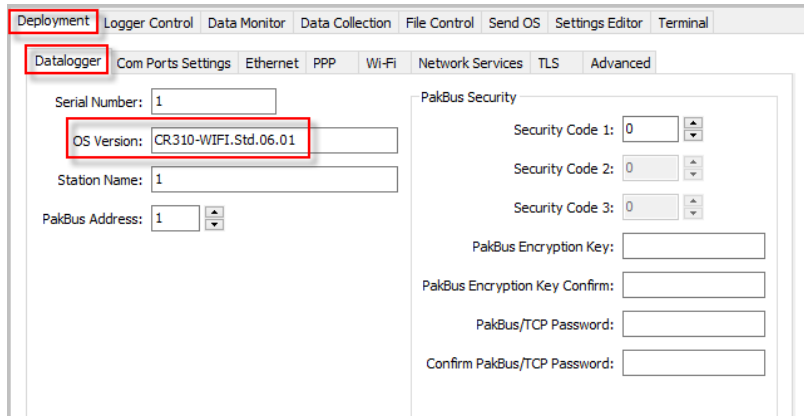 Deployment Logger Control Data Monitor Data Collection File Control Send OS Settings Editor Terminal
Datalogger Com Ports Settings Ethernet PPP Wi-Fi Network Services TLS Advanced
Serial Number: 1
OS Version: CR310-WIFI.Std.06.01
Station Name: 1
PakBus Address: 1
PakBus Security
Security Code 1: 0
Security Code 2: 0
Security Code 3: 0
PakBus Encryption Key:
PakBus Encryption Key Confirm:
PakBus/TCP Password:
Confirm PakBus/TCP Password: